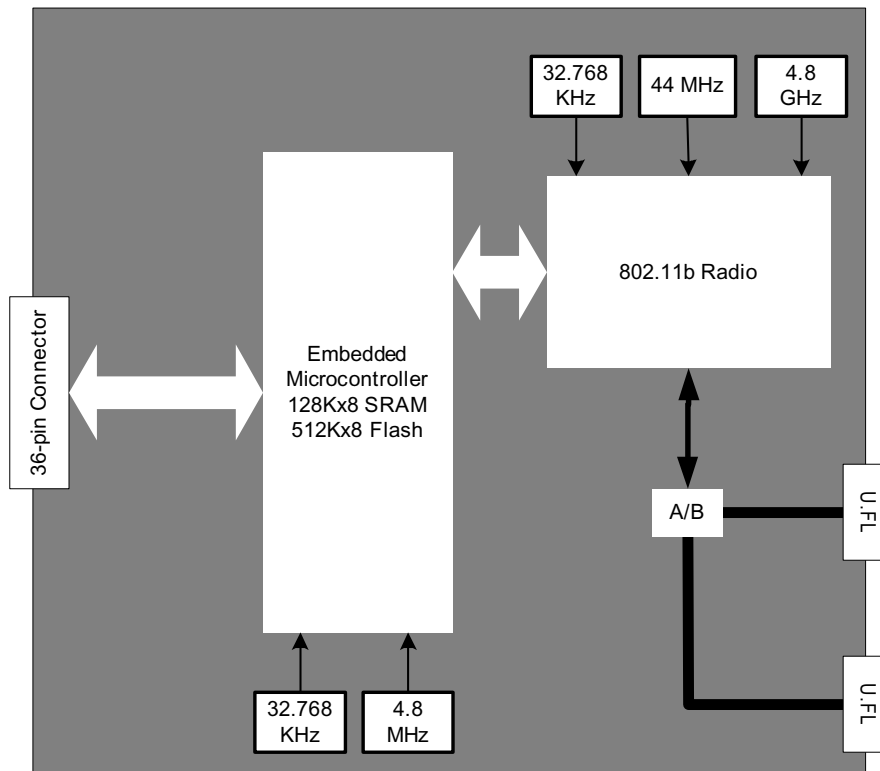 32.768
KHz
44 MHz
4.8
GHz
802.11b Radio
36-pin Connector
Embedded
Microcontroller
128Kx8 SRAM
512Kx8 Flash
A/B
U.FL
U.FL
32.768
KHz
4.8
MHz